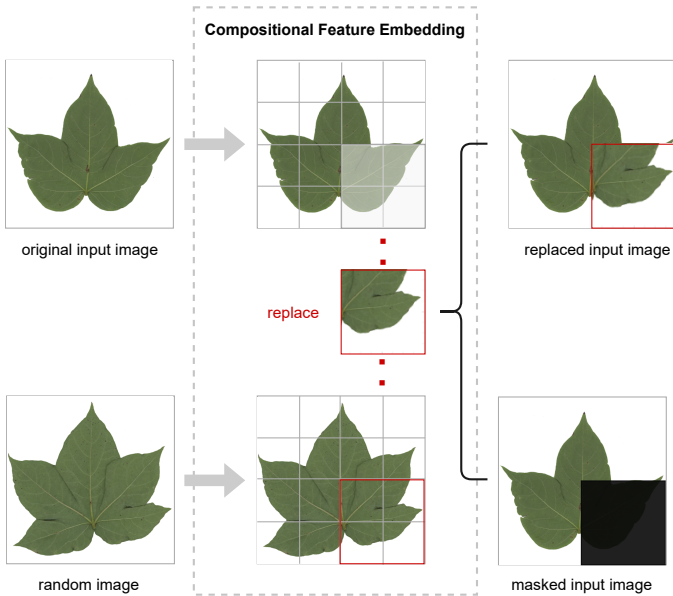 Compositional Feature Embedding
original input image
replaced input image
replace
random image
masked input image